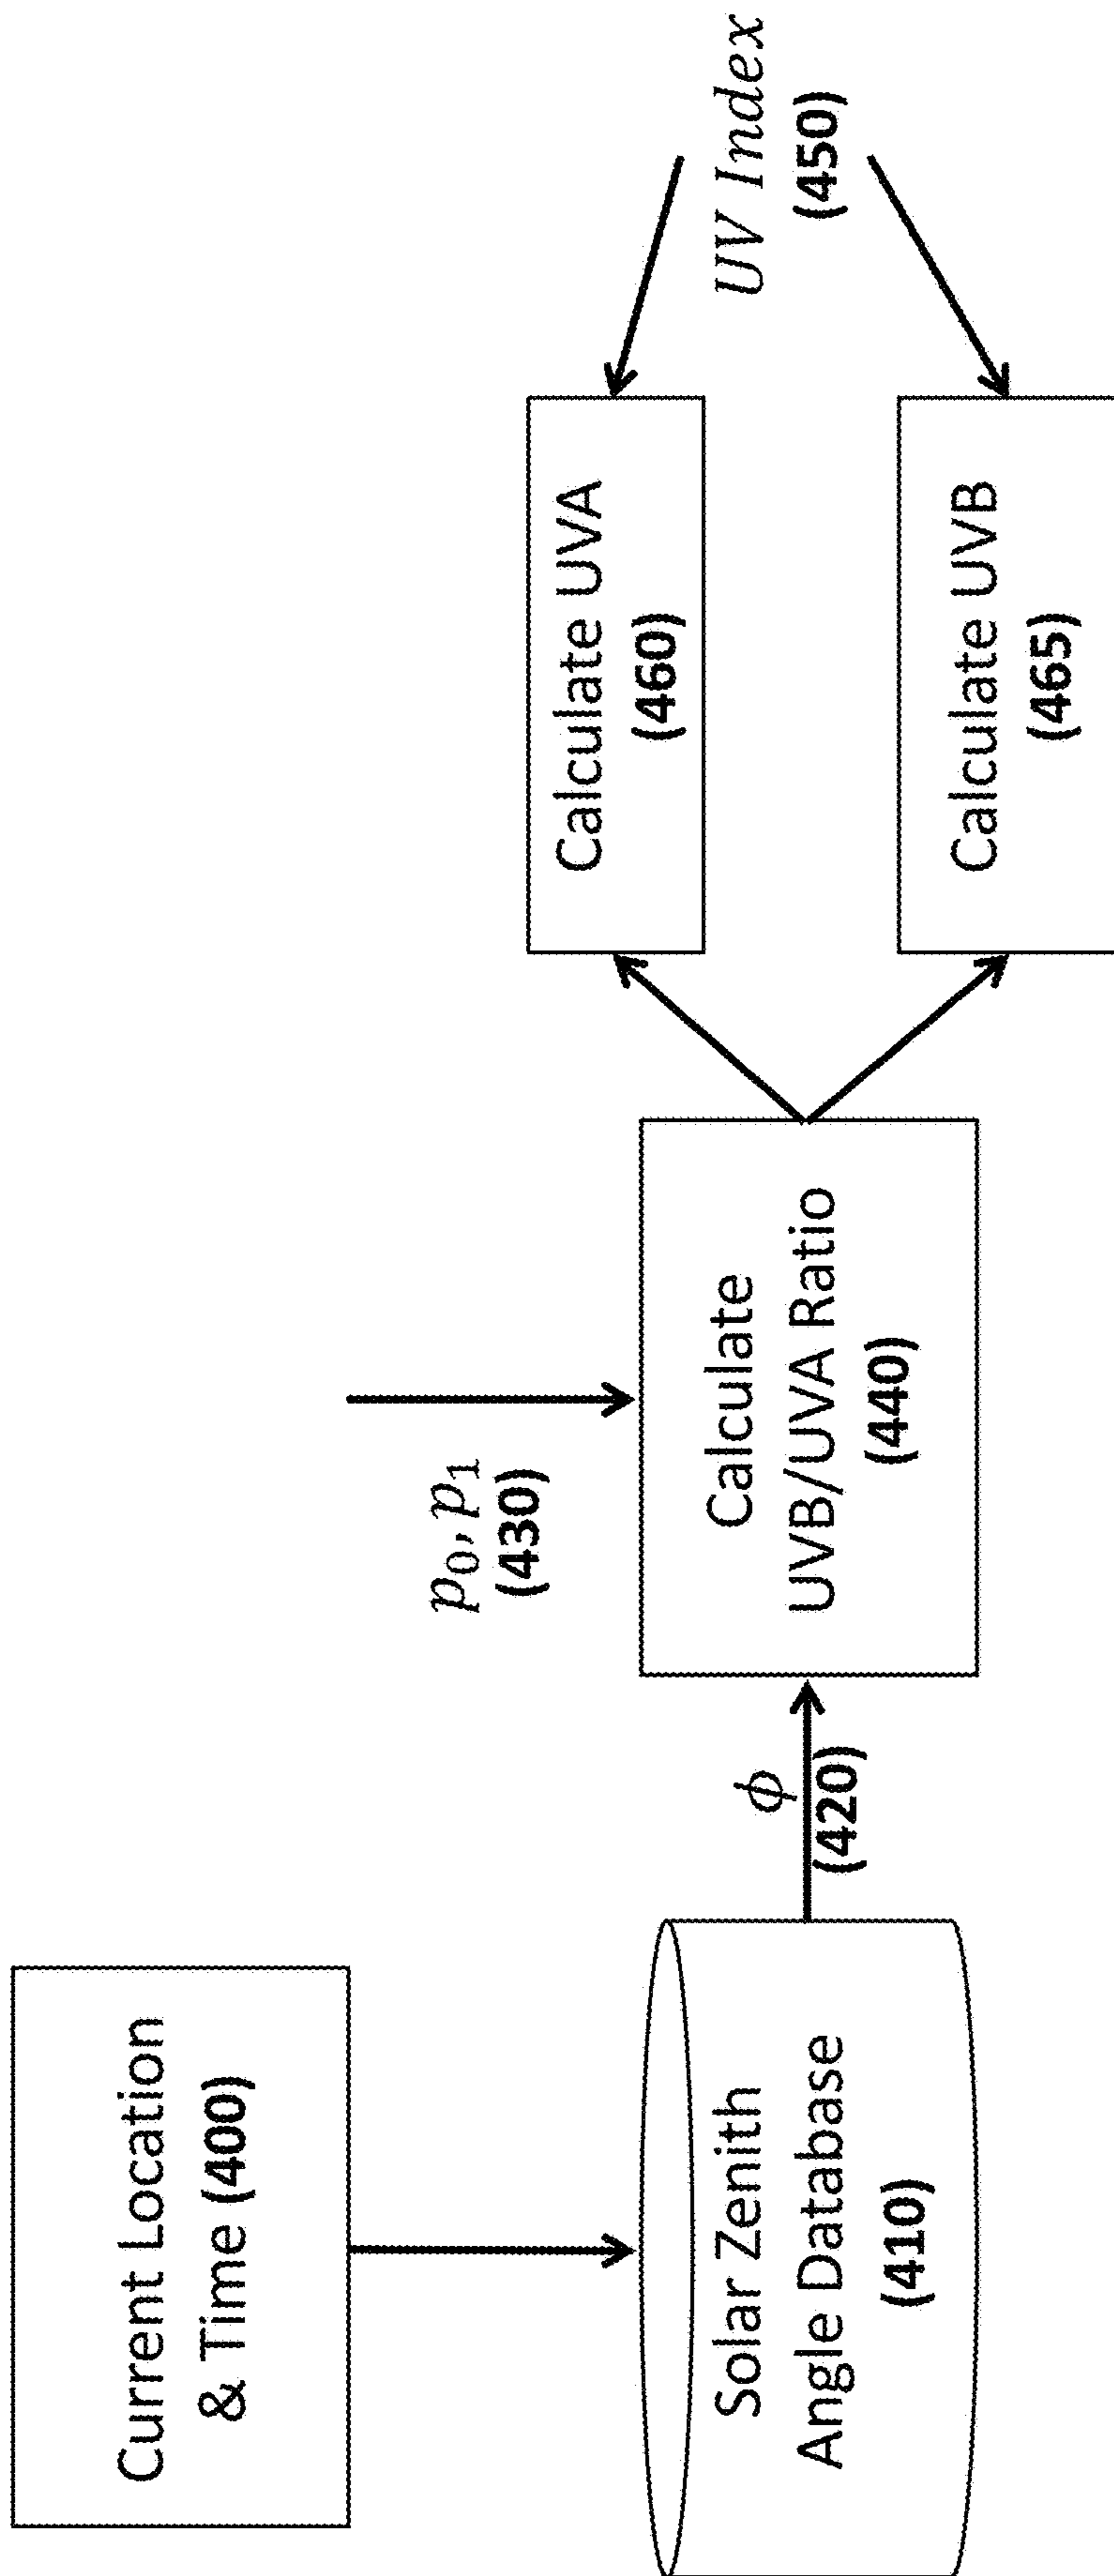 Current Location
& Time (400)
Solar Zenith
Angle Database
(410)
ϕ
(420)
p₀, p₁
(430)
Calculate
UVB/UVA Ratio
(440)
Calculate UVA
(460)
Calculate UVB
(465)
UV Index
(450)